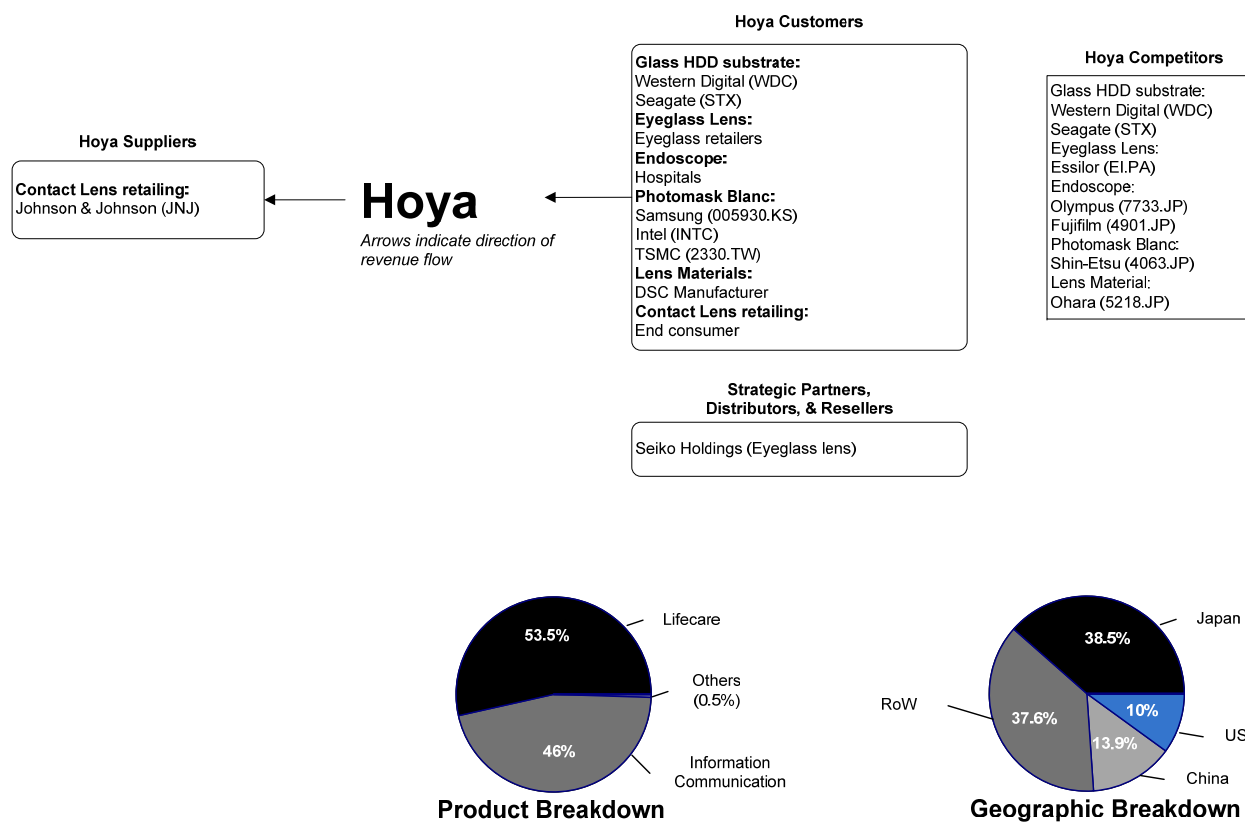 Hoya Customers
Glass HDD substrate:
Western Digital (WDC)
Seagate (STX)
Eyeglass Lens:
Eyeglass retailers
Endoscope:
Hospitals
Photomask Blanc:
Samsung (005930.KS)
Intel (INTC)
TSMC (2330.TW)
Lens Materials:
DSC Manufacturer
Contact Lens retailing:
End consumer
Hoya Competitors
Glass HDD substrate:
Western Digital (WDC)
Seagate (STX)
Eyeglass Lens:
Essilor (EI.PA)
Endoscope:
Olympus (7733.JP)
Fujifilm (4901.JP)
Photomask Blanc:
Shin-Etsu (4063.JP)
Lens Material:
Ohara (5218.JP)
Hoya Suppliers
Contact Lens retailing:
Johnson & Johnson (JNJ)
Hoya
Arrows indicate direction of
revenue flow
Strategic Partners,
Distributors, & Resellers
Seiko Holdings (Eyeglass lens)
53.5%
Lifecare
Others
(0.5%)
46%
Information
Communication
Product Breakdown
38.5%
Japan
RoW
37.6%
10%
US
13.9%
China
Geographic Breakdown